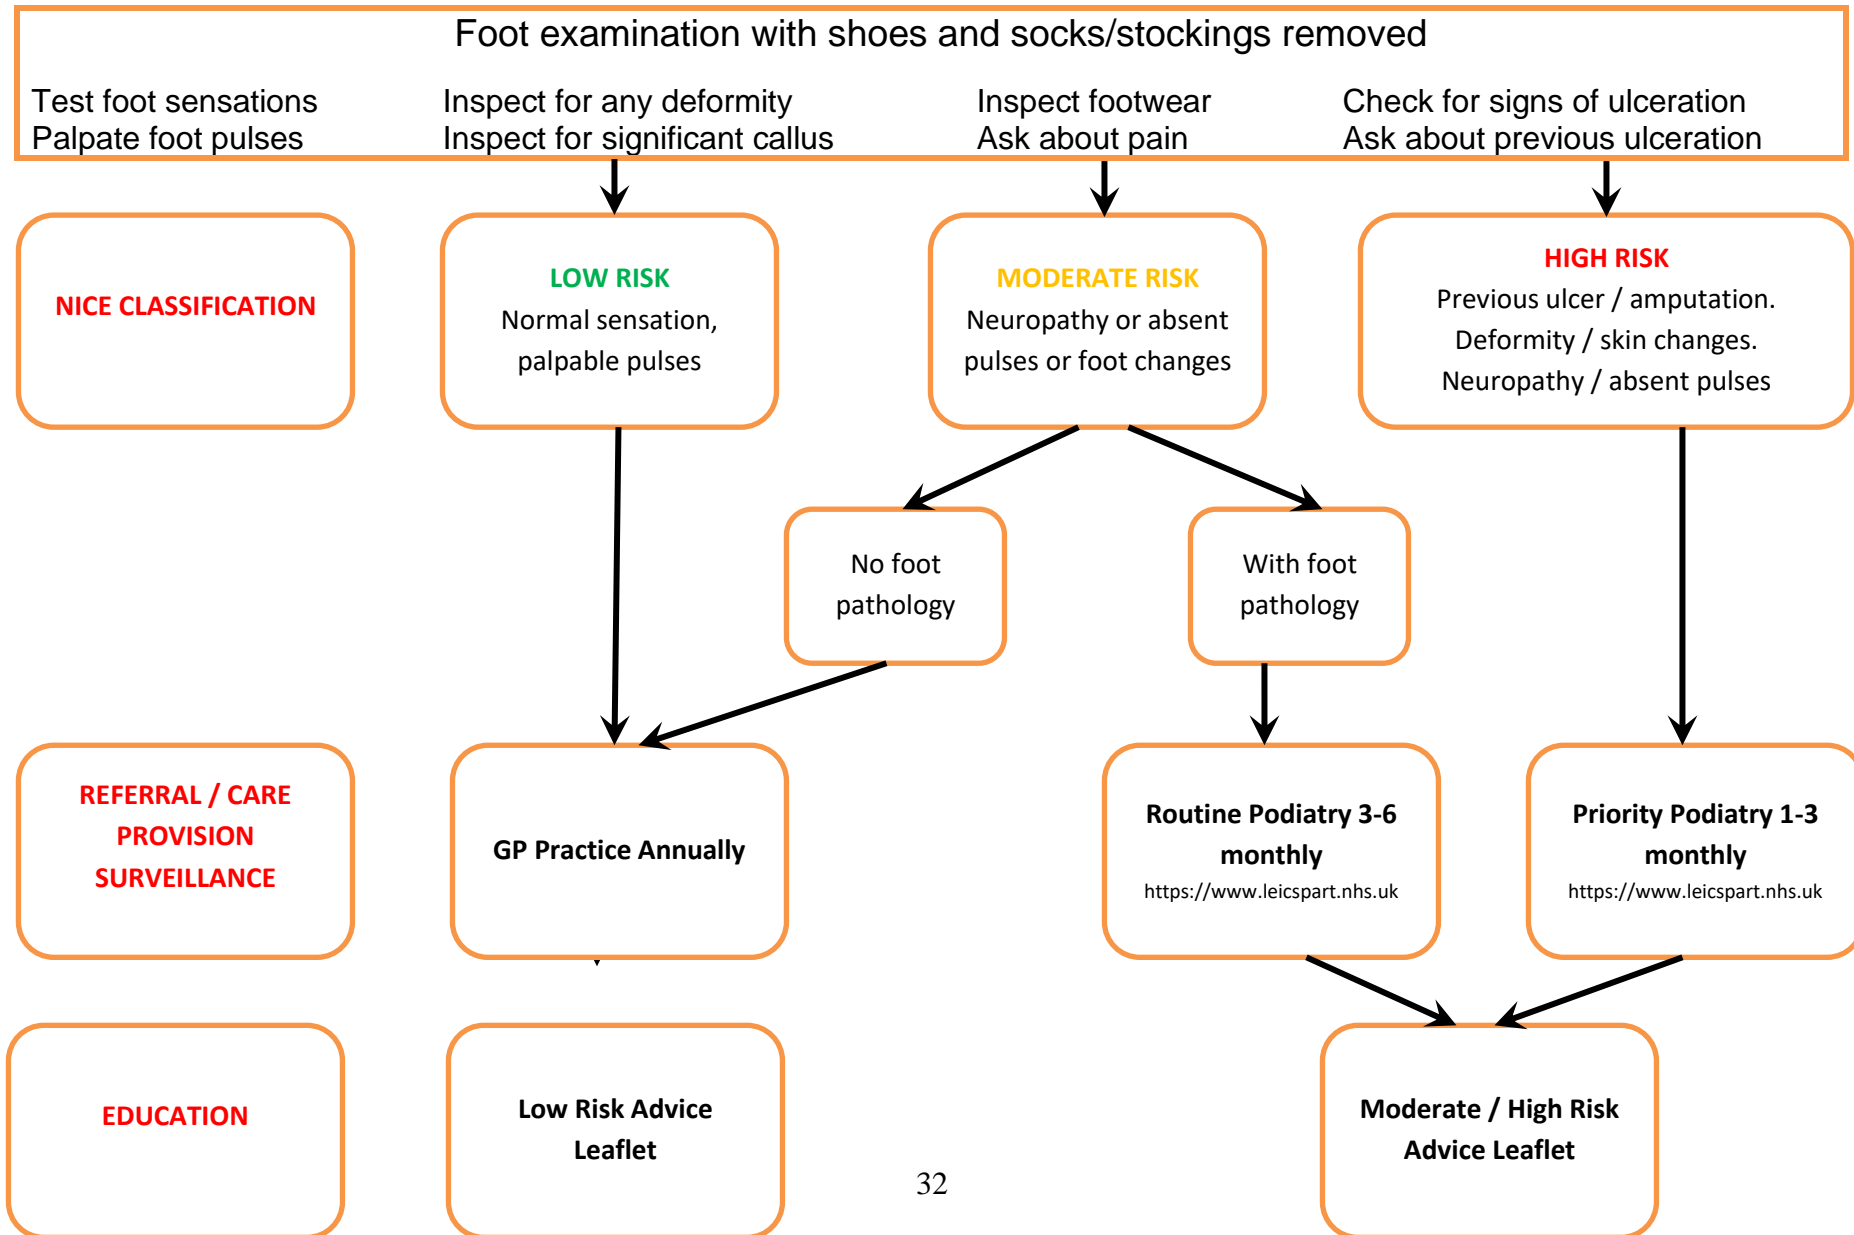 Foot examination with shoes and socks/stockings removed
Test foot sensations
Palpate foot pulses
Inspect for any deformity
Inspect for significant callus
Inspect footwear
Ask about pain
Check for signs of ulceration
Ask about previous ulceration
NICE CLASSIFICATION
LOW RISK
Normal sensation,
palpable pulses
MODERATE RISK
Neuropathy or absent
pulses or foot changes
HIGH RISK
Previous ulcer / amputation.
Deformity / skin changes.
Neuropathy / absent pulses
No foot
pathology
With foot
pathology
REFERRAL / CARE
PROVISION
SURVEILLANCE
GP Practice Annually
Routine Podiatry 3-6
monthly
https://www.leicspart.nhs.uk
Priority Podiatry 1-3
monthly
https://www.leicspart.nhs.uk
EDUCATION
Low Risk Advice
Leaflet
Moderate / High Risk
Advice Leaflet
32